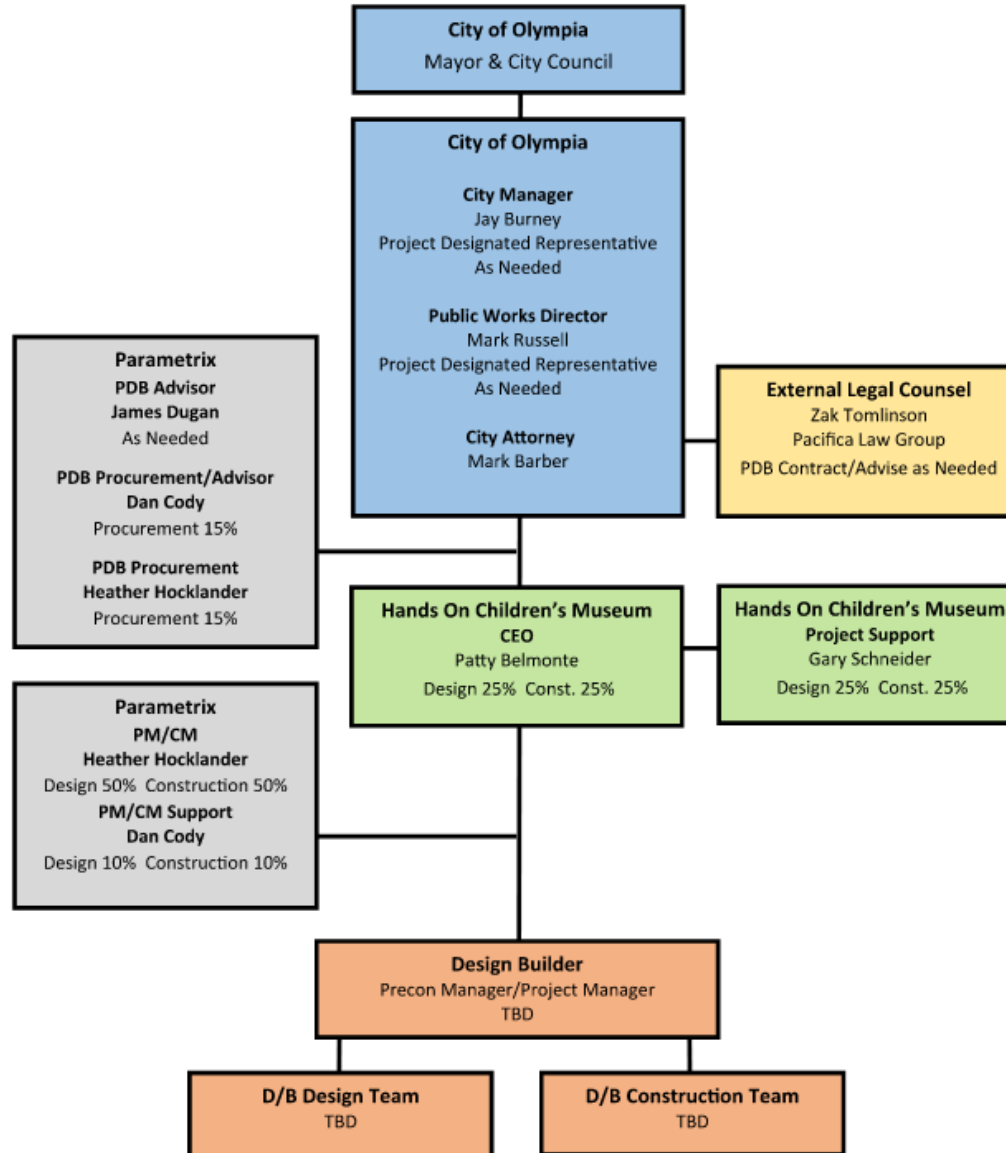 City of Olympia
Mayor & City Council
City of Olympia
City Manager
Jay Burney
Project Designated Representative
As Needed
Public Works Director
Mark Russell
Project Designated Representative
As Needed
City Attorney
Mark Barber
Parametrix
PDB Advisor
James Dugan
As Needed
PDB Procurement/Advisor
Dan Cody
Procurement 15%
PDB Procurement
Heather Hocklander
Procurement 15%
External Legal Counsel
Zak Tomlinson
Pacifica Law Group
PDB Contract/Advise as Needed
Hands On Children’s Museum
CEO
Patty Belmonte
Design 25% Const. 25%
Hands On Children’s Museum
Project Support
Gary Schneider
Design 25% Const. 25%
Parametrix
PM/CM
Heather Hocklander
Design 50% Construction 50%
PM/CM Support
Dan Cody
Design 10% Construction 10%
Design Builder
Precon Manager/Project Manager
TBD
D/B Design Team
TBD
D/B Construction Team
TBD